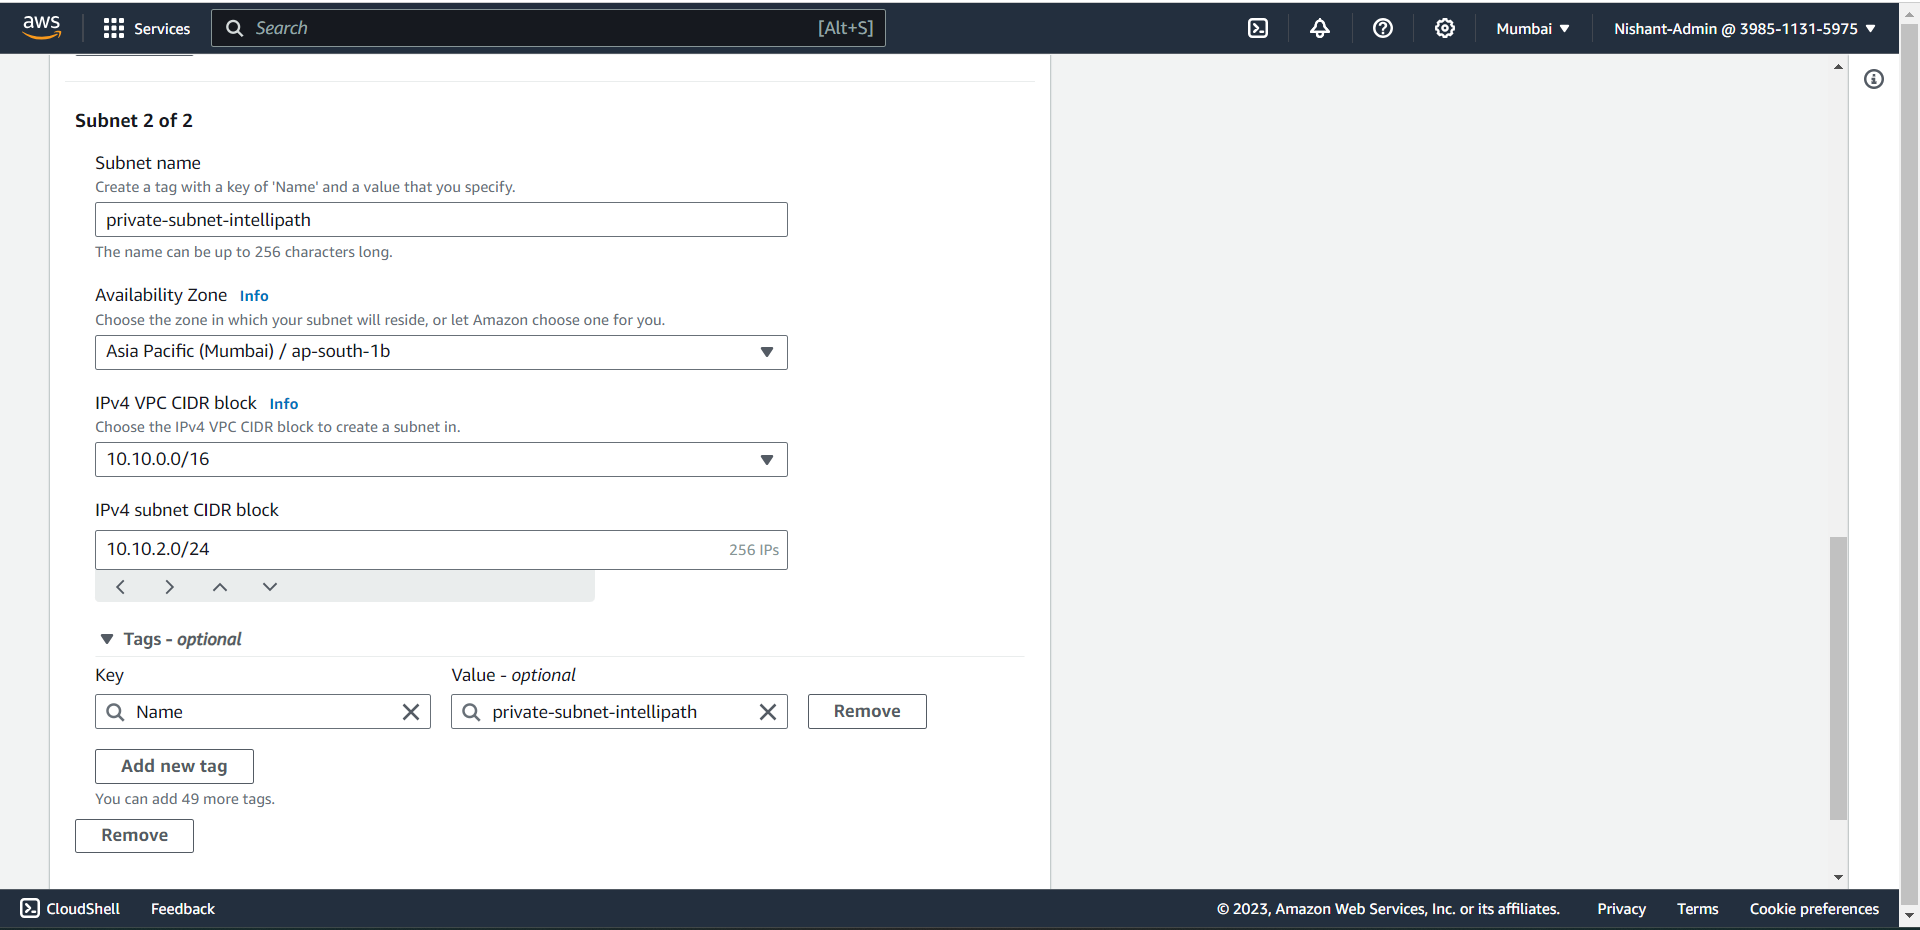 aws Services Search [Alt+S] Mumbai Nishant-Admin @ 3985-1131-5975
Subnet 2 of 2
Subnet name
Create a tag with a key of 'Name' and a value that you specify.
private-subnet-intellipath
The name can be up to 256 characters long.
Availability Zone Info
Choose the zone in which your subnet will reside, or let Amazon choose one for you.
Asia Pacific (Mumbai) / ap-south-1b
IPv4 VPC CIDR block Info
Choose the IPv4 VPC CIDR block to create a subnet in.
10.10.0.0/16
IPv4 subnet CIDR block
10.10.2.0/24 256 IPs
Tags - optional
Key Value - optional
Name private-subnet-intellipath Remove
Add new tag
You can add 49 more tags.
Remove
CloudShell Feedback © 2023, Amazon Web Services, Inc. or its affiliates. Privacy Terms Cookie preferences